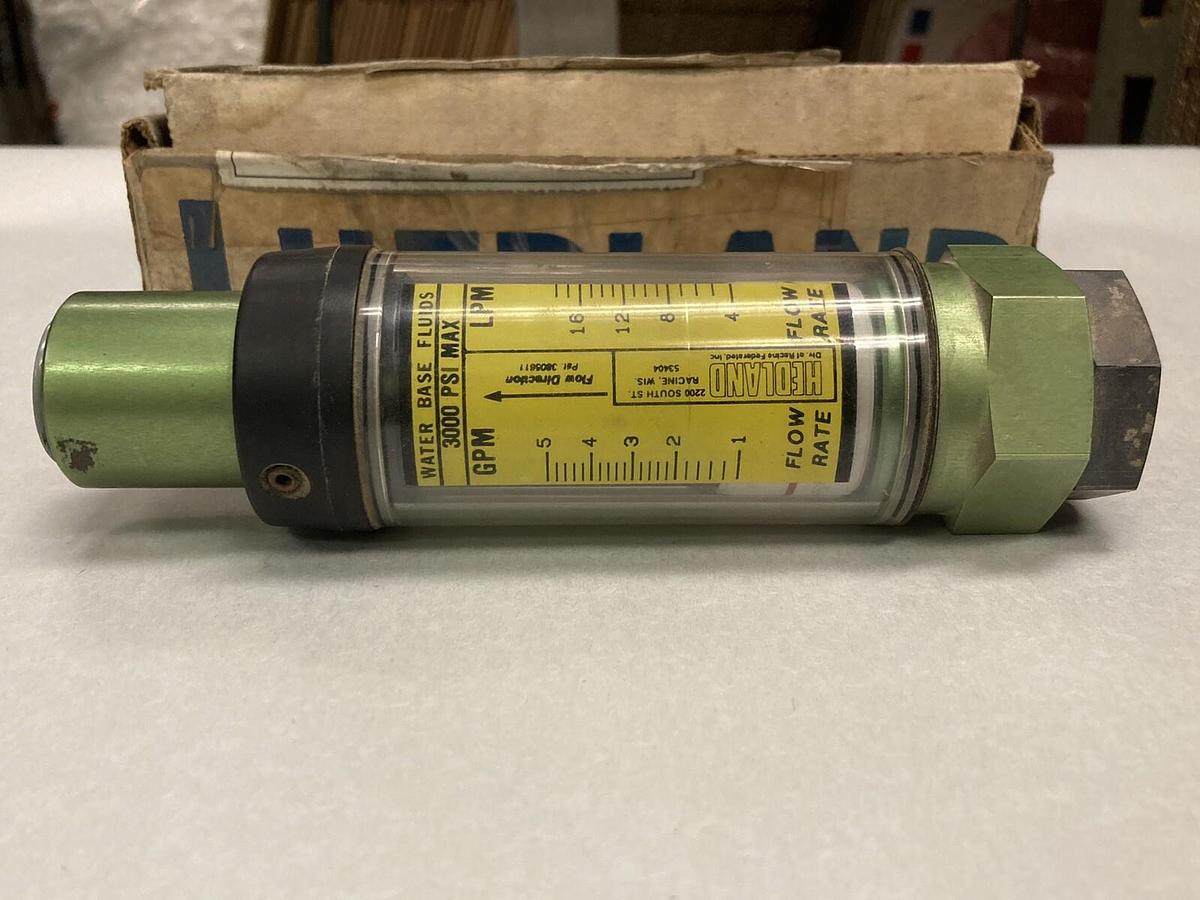 HEDLAND
WATER BASE FLUIDS
3000 PSI MAX
GPM
LPM
5 4 3 2 1
16 12 8 4
FLOW
RATE
FLOW
RATE
Flow Direction
Pat. 3805611
HEDLAND
Div. of Racine Federated, Inc
2200 SOUTH ST.
RACINE, WIS.
53404